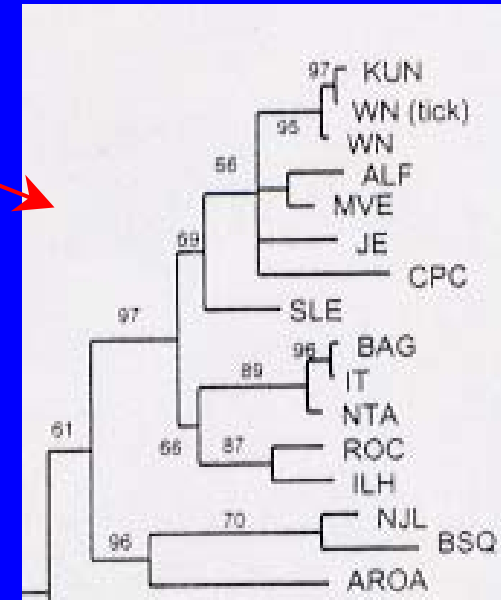 97 KUN
WN (tick)
95
WN
56
ALF
MVE
59
JE
CPC
97
SLE
96 BAG
89
IT
NTA
61
66 87
ROC
ILH
70
NJL
96
BSQ
AROA